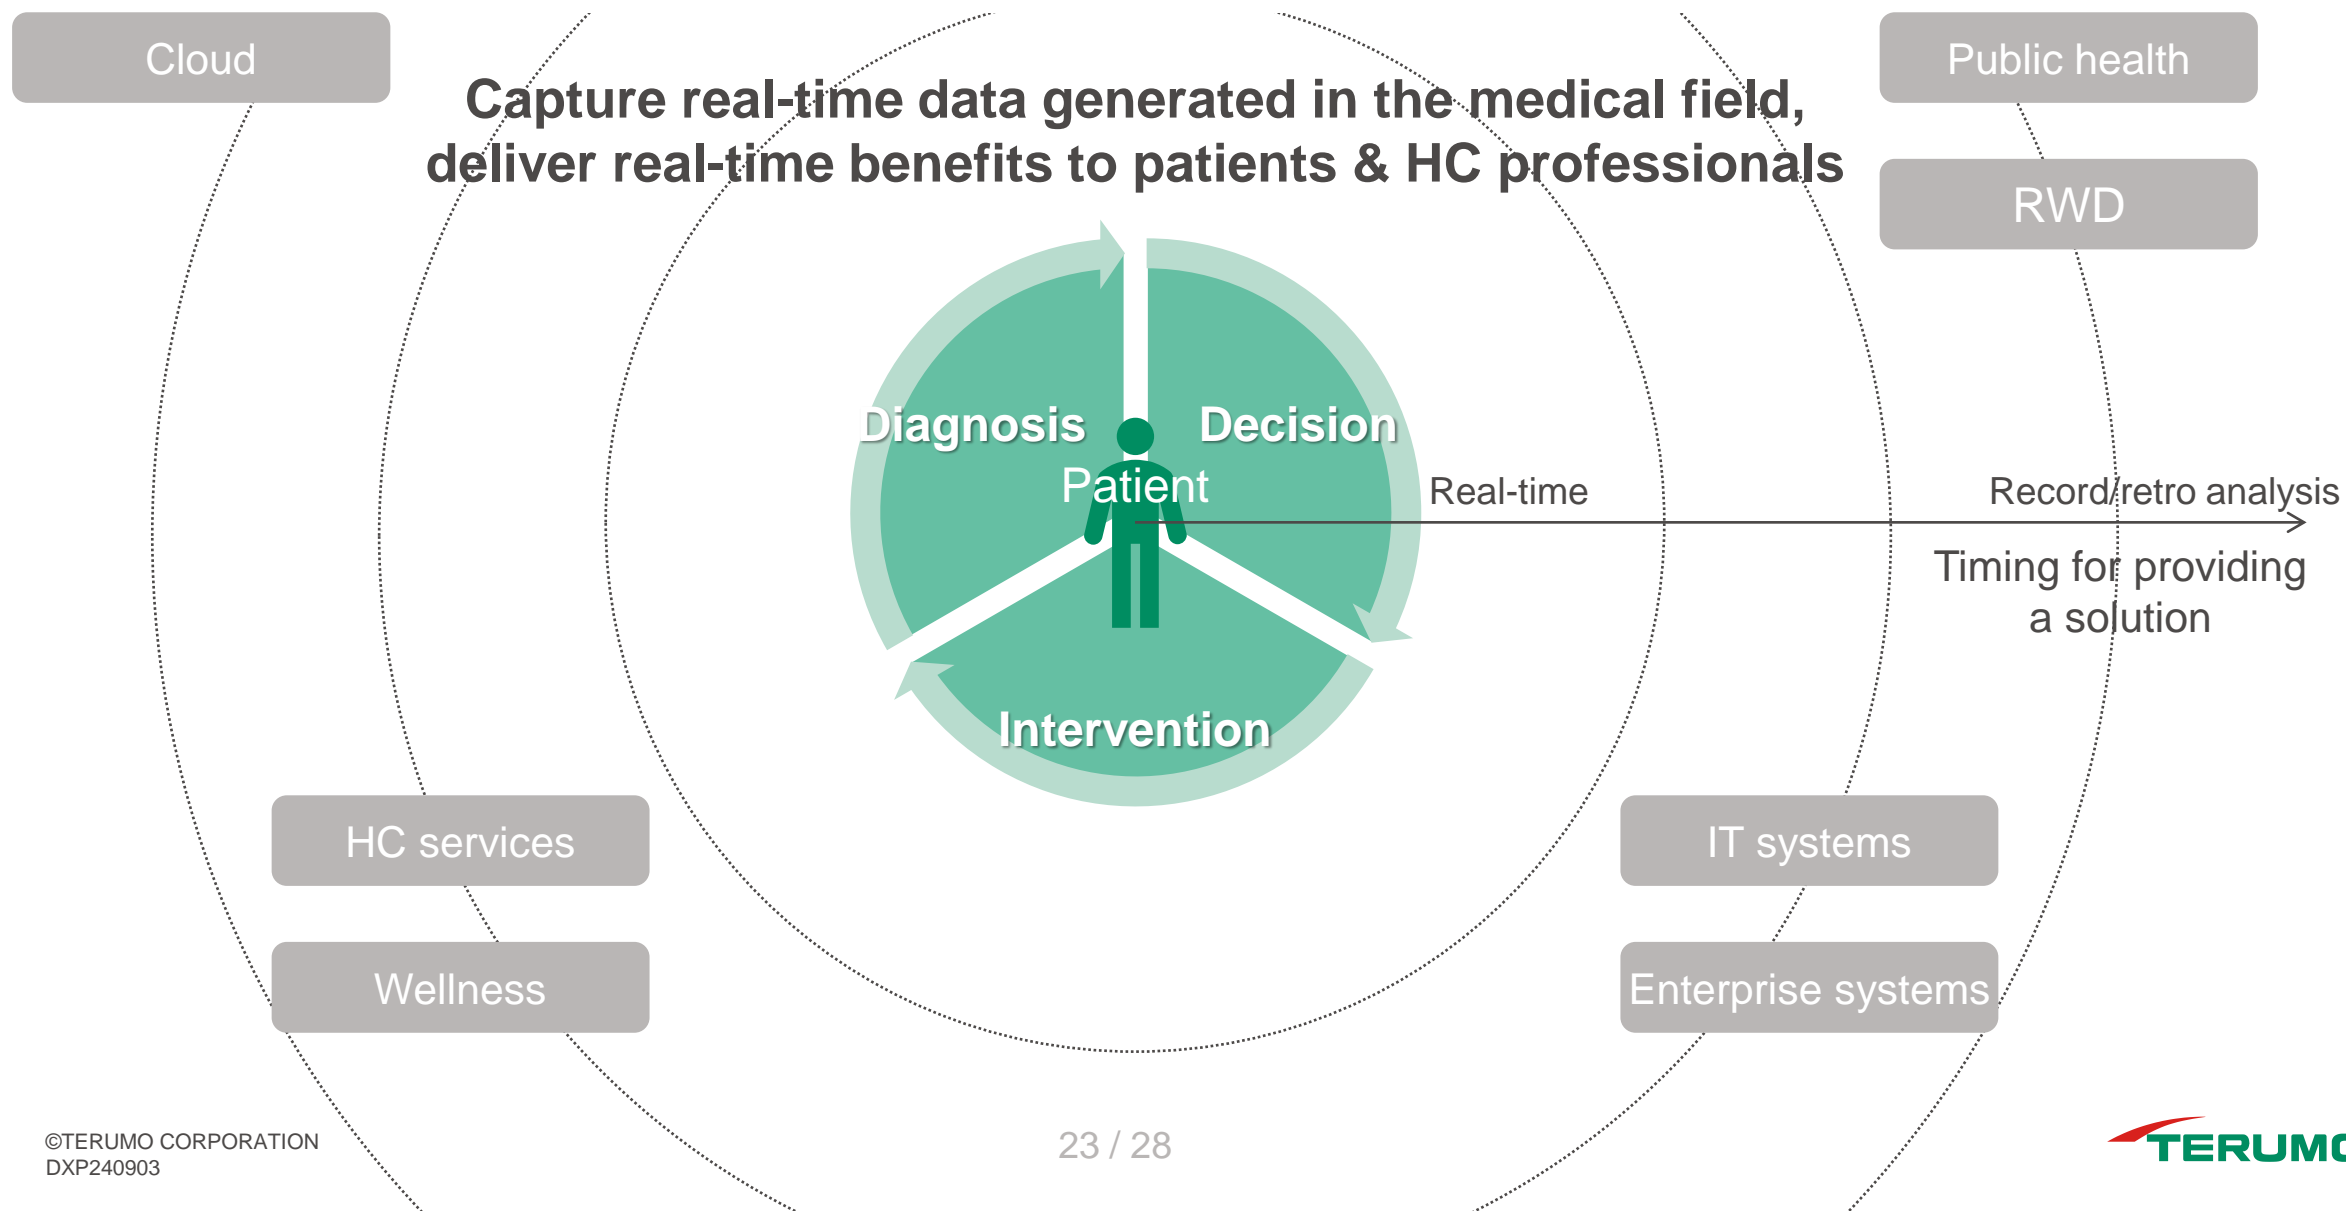 Cloud
Public health
Capture real-time data generated in the medical field,
deliver real-time benefits to patients & HC professionals
RWD
Diagnosis
Decision
Patient
Real-time
Record/retro analysis
Timing for providing
a solution
Intervention
HC services
IT systems
Wellness
Enterprise systems
©TERUMO CORPORATION
DXP240903
23 / 28
TERUMO